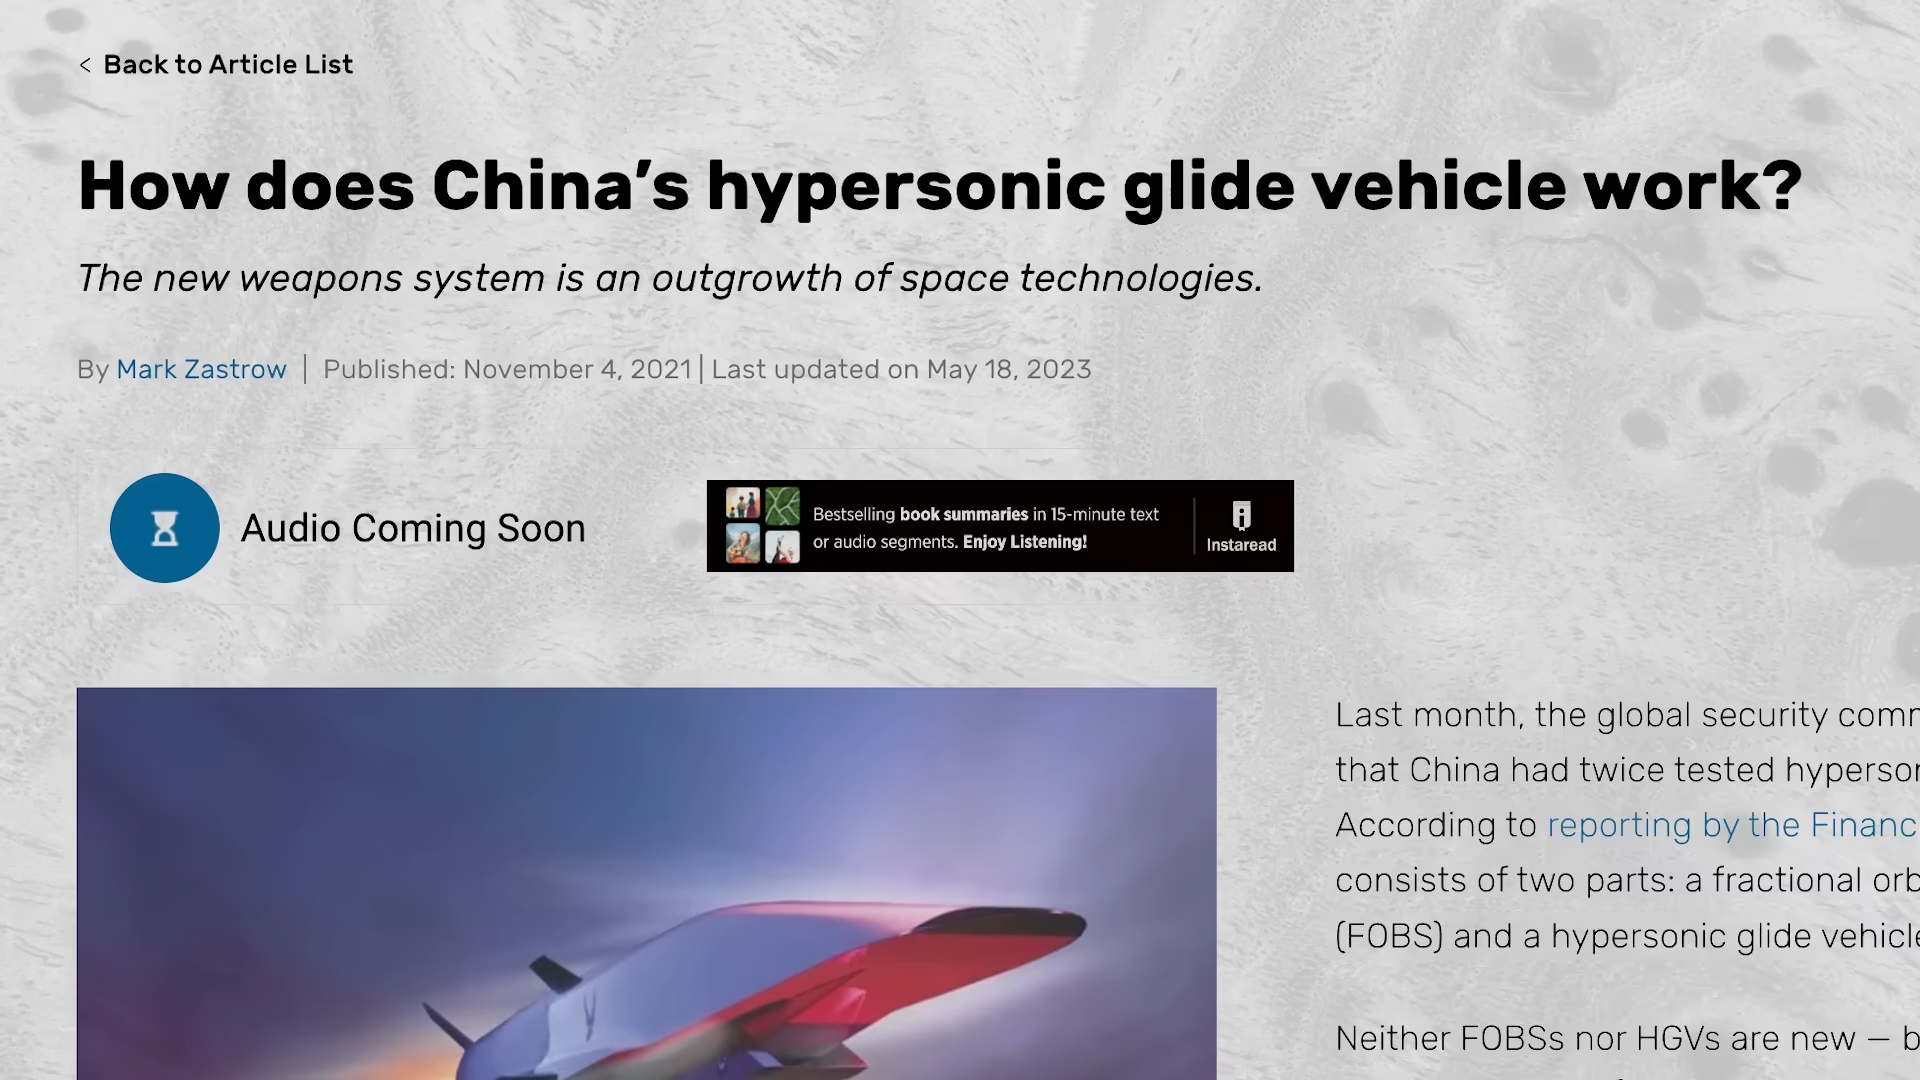 < Back to Article List
How does China’s hypersonic glide vehicle work?
The new weapons system is an outgrowth of space technologies.
By Mark Zastrow | Published: November 4, 2021 | Last updated on May 18, 2023
Audio Coming Soon
Bestselling book summaries in 15-minute text
or audio segments. Enjoy Listening!
Instaread
Last month, the global security comm
that China had twice tested hyperson
According to reporting by the Financ
consists of two parts: a fractional orb
(FOBS) and a hypersonic glide vehicle
Neither FOBSs nor HGVs are new — b